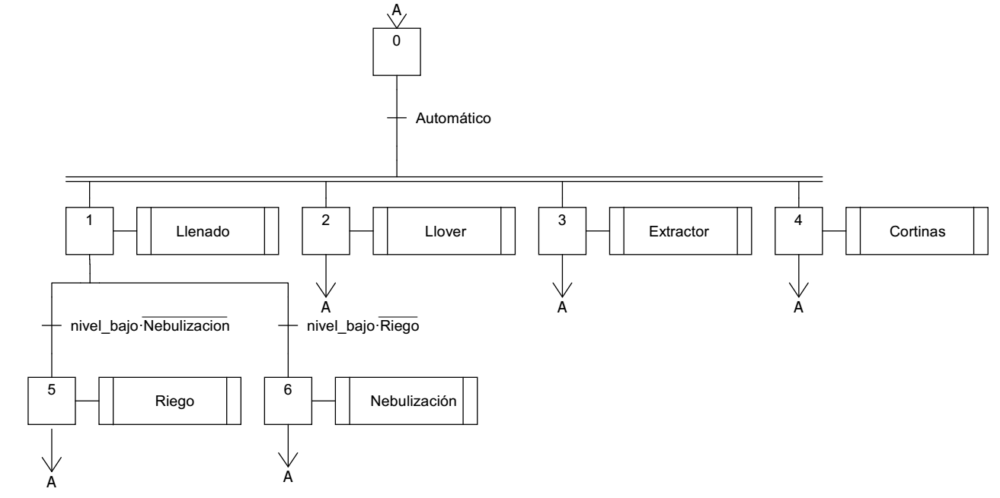 A
0
Automático
1
Llenado
2
Llover
3
Extractor
4
Cortinas
A
A
A
nivel_bajo·Nebulizacion
nivel_bajo·Riego
5
Riego
6
Nebulización
A
A